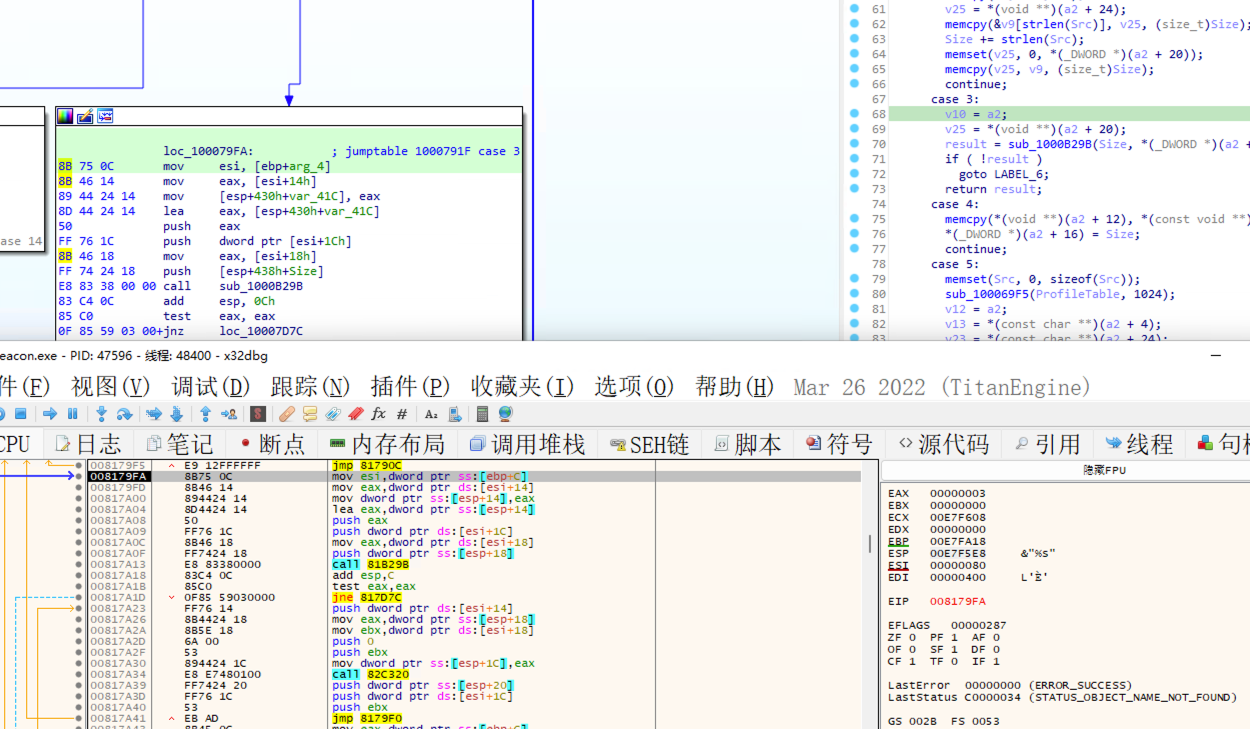 61 v25 = *(void **)(a2 + 24);
62 memcpy(&v9[strlen(Src)], v25, (size_t)Size);
63 Size += strlen(Src);
64 memset(v25, 0, *(_DWORD *)(a2 + 20));
65 memcpy(v25, v9, (size_t)Size);
66 continue;
67 case 3:
68 v10 = a2;
69 v25 = *(void **)(a2 + 20);
70 result = sub_1000B29B(Size, *(_DWORD *)(a2 +
71 if ( !result )
72 goto LABEL_6;
73 return result;
74 case 4:
75 memcpy(*(void **)(a2 + 12), *(const void **)
76 *(_DWORD *)(a2 + 16) = Size;
77 continue;
78 case 5:
79 memset(Src, 0, sizeof(Src));
80 sub_100069F5(ProfileTable, 1024);
81 v12 = a2;
82 v13 = *(const char **)(a2 + 4);
83 v23 = *(const char **)(a2 + 24);
ase 14
loc_100079FA: ; jumptable 1000791F case 3
8B 75 0C mov esi, [ebp+arg_4]
8B 46 14 mov eax, [esi+14h]
89 44 24 14 mov [esp+430h+var_41C], eax
8D 44 24 14 lea eax, [esp+430h+var_41C]
50 push eax
FF 76 1C push dword ptr [esi+1Ch]
8B 46 18 mov eax, [esi+18h]
FF 74 24 18 push [esp+438h+Size]
E8 83 38 00 00 call sub_1000B29B
83 C4 0C add esp, 0Ch
85 C0 test eax, eax
0F 85 59 03 00+jnz loc_10007D7C
eacon.exe - PID: 47596 - 线程: 48400 - x32dbg
件(F) 视图(V) 调试(D) 跟踪(N) 插件(P) 收藏夹(I) 选项(O) 帮助(H) Mar 26 2022 (TitanEngine)
CPU 日志 笔记 断点 内存布局 调用堆栈 SEH链 脚本 符号 源代码 引用 线程 句柄
008179F5 E9 12FFFFFF jmp 81790C
008179FA 8B75 0C mov esi,dword ptr ss:[ebp+C]
008179FD 8B46 14 mov eax,dword ptr ds:[esi+14]
00817A00 894424 14 mov dword ptr ss:[esp+14],eax
00817A04 8D4424 14 lea eax,dword ptr ss:[esp+14]
00817A08 50 push eax
00817A09 FF76 1C push dword ptr ds:[esi+1C]
00817A0C 8B46 18 mov eax,dword ptr ds:[esi+18]
00817A0F FF7424 18 push dword ptr ss:[esp+18]
00817A13 E8 83380000 call 81B29B
00817A18 83C4 0C add esp,C
00817A1B 85C0 test eax,eax
00817A1D 0F85 59030000 jne 817D7C
00817A23 FF76 14 push dword ptr ds:[esi+14]
00817A26 8B4424 18 mov eax,dword ptr ss:[esp+18]
00817A2A 8B5E 18 mov ebx,dword ptr ds:[esi+18]
00817A2D 6A 00 push 0
00817A2F 53 push ebx
00817A30 894424 1C mov dword ptr ss:[esp+1C],eax
00817A34 E8 E7480100 call 82C320
00817A39 FF7424 20 push dword ptr ss:[esp+20]
00817A3D FF76 1C push dword ptr ds:[esi+1C]
00817A40 53 push ebx
00817A41 EB AD jmp 8179F0
00817A43 8B45 0C mov eax,dword ptr ss:[ebp+C]
隐藏FPU
EAX 00000003
EBX 00000000
ECX 00E7F608
EDX 00000000
EBP 00E7FA18
ESP 00E7F5E8 &"%s"
ESI 00000080
EDI 00000400 L'È'
EIP 008179FA
EFLAGS 00000287
ZF 0 PF 1 AF 0
OF 0 SF 1 DF 0
CF 1 TF 0 IF 1
LastError 00000000 (ERROR_SUCCESS)
LastStatus C0000034 (STATUS_OBJECT_NAME_NOT_FOUND)
GS 002B FS 0053